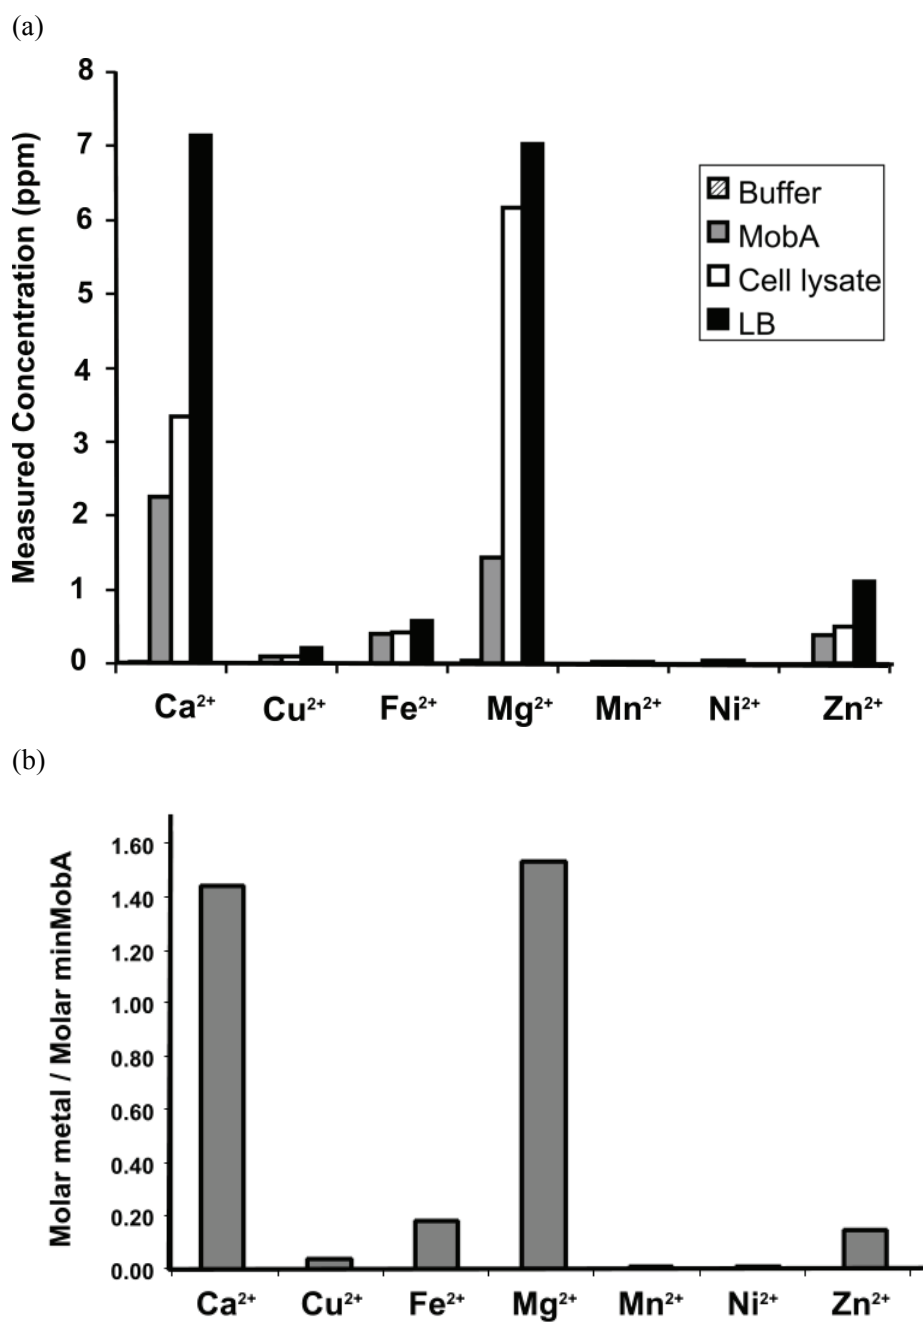 (a)
Measured Concentration (ppm)
8
7
6
5
4
3
2
1
0
Buffer
MobA
Cell lysate
LB
Ca²⁺ Cu²⁺ Fe²⁺ Mg²⁺ Mn²⁺ Ni²⁺ Zn²⁺
(b)
Molar metal / Molar minMobA
1.60
1.40
1.20
1.00
0.80
0.60
0.40
0.20
0.00
Ca²⁺ Cu²⁺ Fe²⁺ Mg²⁺ Mn²⁺ Ni²⁺ Zn²⁺